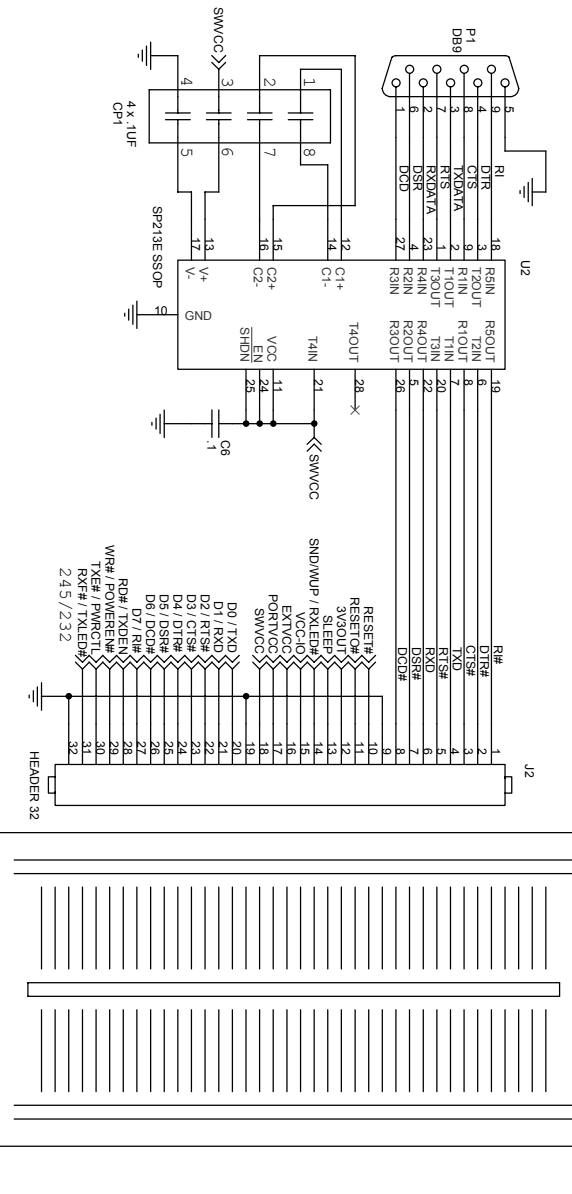 P1
DB9
5
9
4
8
3
7
2
6
1
RI
DTR
CTS
TXDATA
RTS
RXDATA
DSR
DCD
SWVCC
1
2
3
4
8
7
6
5
4 x .1UF
CP1
U2
SP213E SSOP
18 R5IN
3 T2OUT
9 R1IN
2 T1OUT
1 T3OUT
23 R4IN
4 R2IN
27 R3IN
12 C1+
14 C1-
15 C2+
16 C2-
13 V+
17 V-
10 GND
R5OUT 19
T2IN 6
R1OUT 8
T1IN 7
T3IN 20
R4OUT 22
R2OUT 5
R3OUT 26
T4OUT 28
T4IN 21
VCC 11
EN 24
SHDN 25
SWVCC
C6
.1
J2
HEADER 32
RI# 1
DTR# 2
CTS# 3
TXD 4
RTS# 5
RXD 6
DSR# 7
DCD# 8
9
RESET# 10
RESETO# 11
3V3OUT 12
SLEEP 13
SND/WUP / RXLED# 14
VCC-IO 15
EXTVCC 16
PORTVCC 17
SWVCC 18
19
D0 / TXD 20
D1 / RXD 21
D2 / RTS# 22
D3 / CTS# 23
D4 / DTR# 24
D5 / DSR# 25
D6 / DCD# 26
D7 / RI# 27
RD# / TXDEN 28
WR# / POWEREN# 29
TXE# / PWRCTL 30
RXF# / TXLED# 31
32
245/232